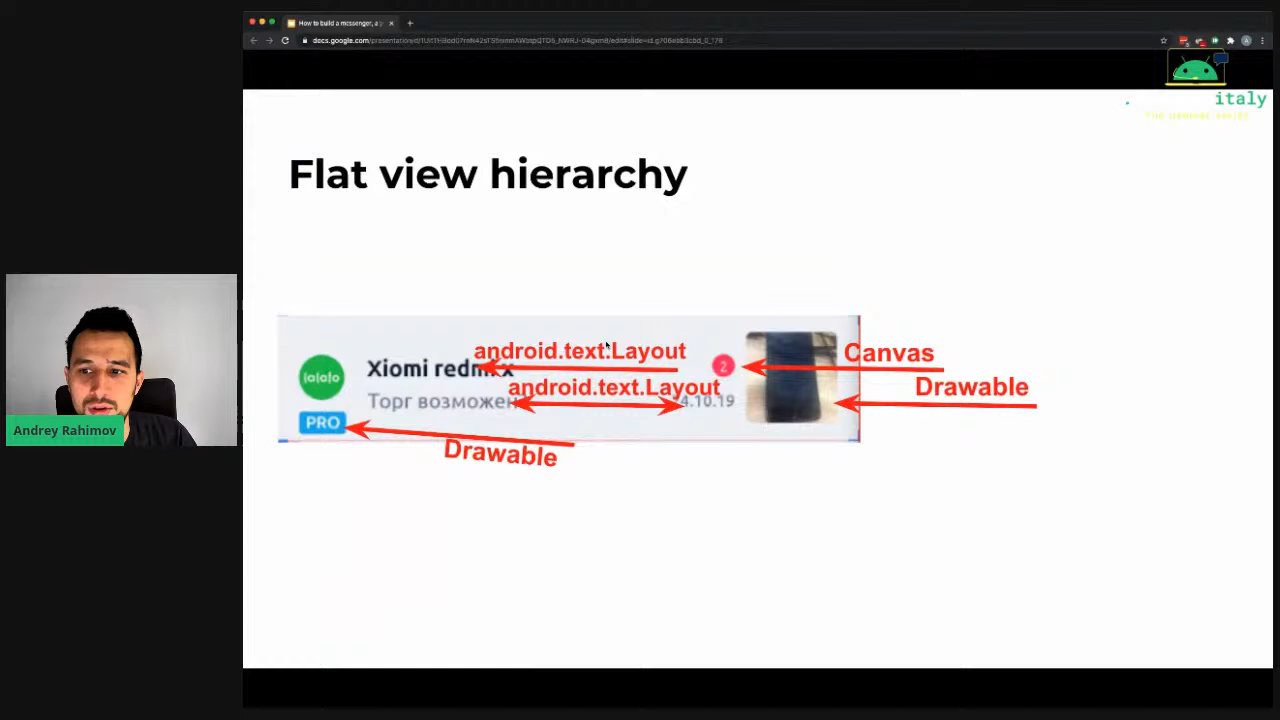 How to build a messenger, a
italy
Flat view hierarchy
android.text.Layout
Canvas
Xiomi redmi x
2
android.text.Layout
Drawable
Торг возможен
4.10.19
PRO
Drawable
Andrey Rahimov